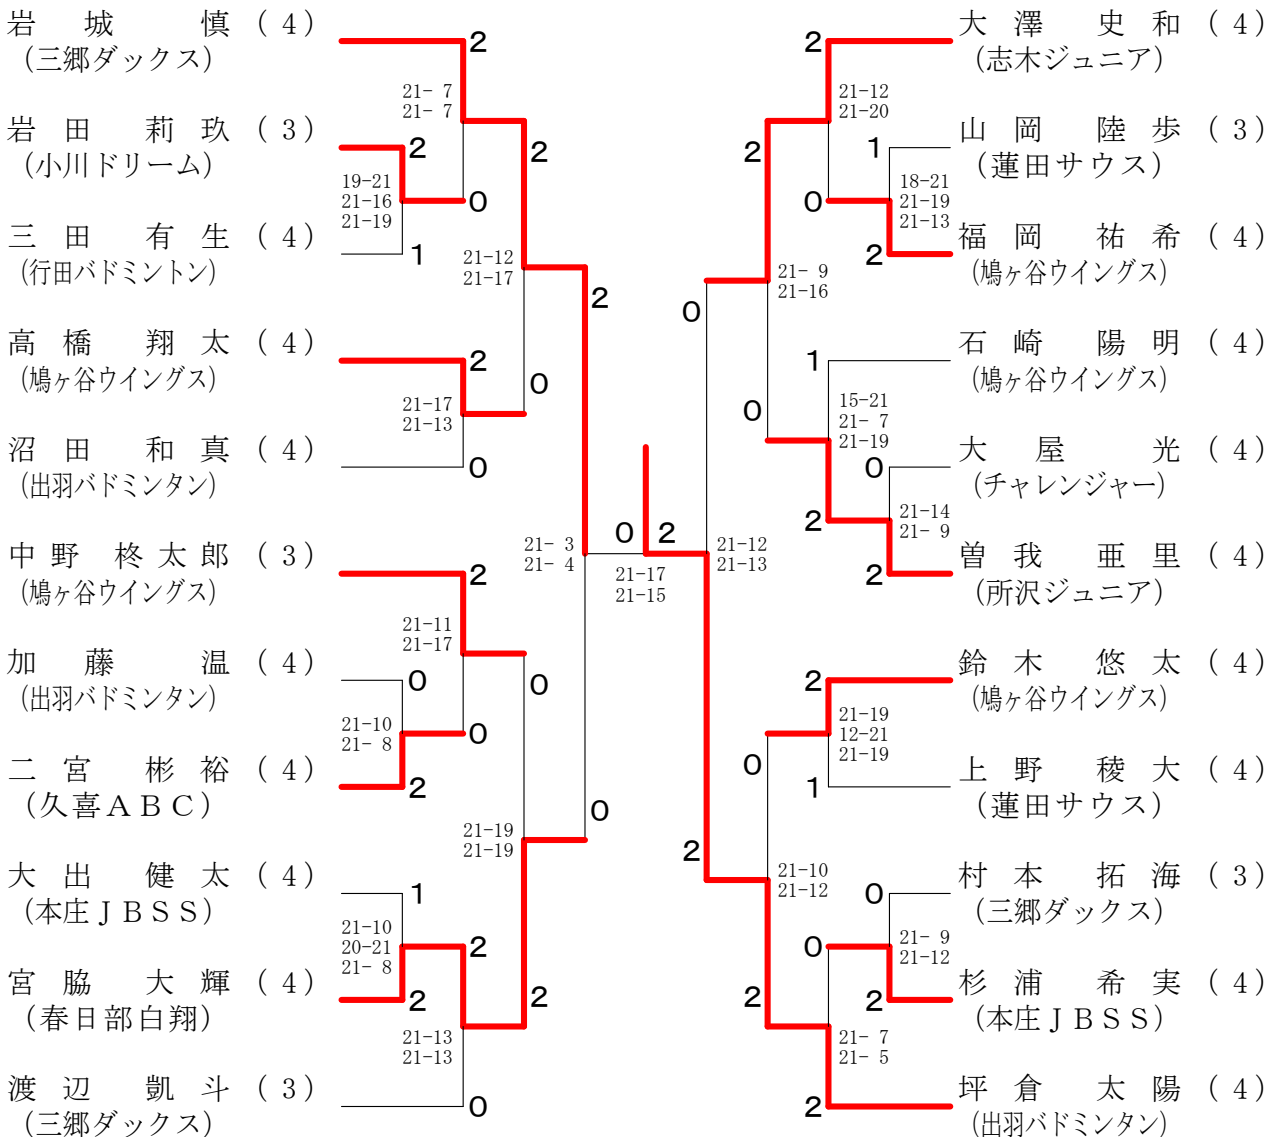 岩城 慎 (4)
(三郷ダックス)
岩田 莉玖 (3)
(小川ドリーム)
三田 有生 (4)
(行田バドミントン)
高橋 翔太 (4)
(鳩ヶ谷ウイングス)
沼田 和真 (4)
(出羽バドミンタン)
中野 柊太郎 (3)
(鳩ヶ谷ウイングス)
加藤 温 (4)
(出羽バドミンタン)
二宮 彬裕 (4)
(久喜ABC)
大出 健太 (4)
(本庄JBSS)
宮脇 大輝 (4)
(春日部白翔)
渡辺 凱斗 (3)
(三郷ダックス)
2
21- 7
21- 7
2
19-21
21-16
21-19
0
1
2
21-12
21-17
2
21-17
21-13
0
0
2
21- 3
21- 4
2
21-11
21-17
0
21-10
21- 8
0
2
0
21-19
21-19
0
1
21-10
20-21
21- 8
2
2
21-13
21-13
2
0
0
2
21-17
21-15
大澤 史和 (4)
(志木ジュニア)
山岡 陸歩 (3)
(蓮田サウス)
福岡 祐希 (4)
(鳩ヶ谷ウイングス)
石崎 陽明 (4)
(鳩ヶ谷ウイングス)
大屋 光 (4)
(チャレンジャー)
曽我 亜里 (4)
(所沢ジュニア)
鈴木 悠太 (4)
(鳩ヶ谷ウイングス)
上野 稜大 (4)
(蓮田サウス)
村本 拓海 (3)
(三郷ダックス)
杉浦 希実 (4)
(本庄JBSS)
坪倉 太陽 (4)
(出羽バドミンタン)
2
21-12
21-20
1
18-21
21-19
21-13
0
2
2
21- 9
21-16
0
1
15-21
21- 7
21-19
0
0
21-14
21- 9
2
2
21-12
21-13
2
21-19
12-21
21-19
1
0
21-10
21-12
2
0
21- 9
21-12
0
2
2
21- 7
21- 5
2